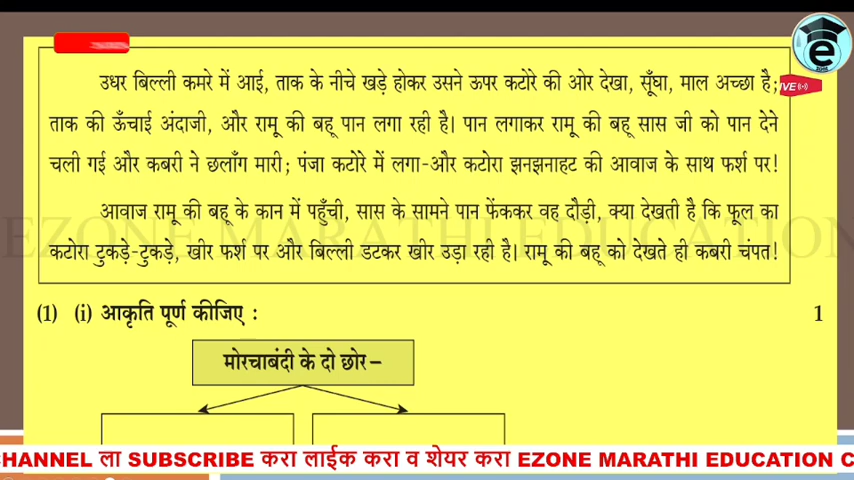 उधर बिल्ली कमरे में आई, ताक के नीचे खड़े होकर उसने ऊपर कटोरे की ओर देखा, सूँघा, माल अच्छा है;
ताक की ऊँचाई अंदाजी, और रामू की बहू पान लगा रही है। पान लगाकर रामू की बहू सास जी को पान देने
चली गई और कबरी ने छलाँग मारी; पंजा कटोरे में लगा-और कटोरा झनझनाहट की आवाज के साथ फर्श पर!
आवाज रामू की बहू के कान में पहुँची, सास के सामने पान फेंककर वह दौड़ी, क्या देखती है कि फूल का
कटोरा टुकड़े-टुकड़े, खीर फर्श पर और बिल्ली डटकर खीर उड़ा रही है। रामू की बहू को देखते ही कबरी चंपत!
EZONE MARATHI EDUCATION
(1) (i) आकृति पूर्ण कीजिए : 1
मोरचाबंदी के दो छोर–
CHANNEL ला SUBSCRIBE करा लाईक करा व शेयर करा EZONE MARATHI EDUCATION C